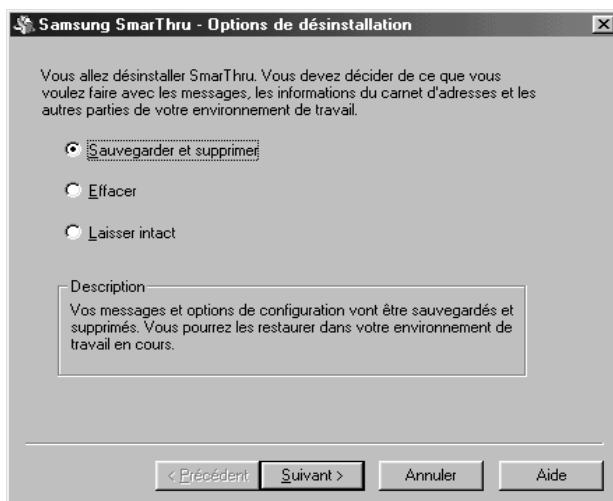 Samsung SmarThru - Options de désinstallation
Vous allez désinstaller SmarThru. Vous devez décider de ce que vous
voulez faire avec les messages, les informations du carnet d'adresses et les
autres parties de votre environnement de travail.
Sauvegarder et supprimer
Effacer
Laisser intact
Description
Vos messages et options de configuration vont être sauvegardés et
supprimés. Vous pourrez les restaurer dans votre environnement de
travail en cours.
< Précédent Suivant > Annuler Aide